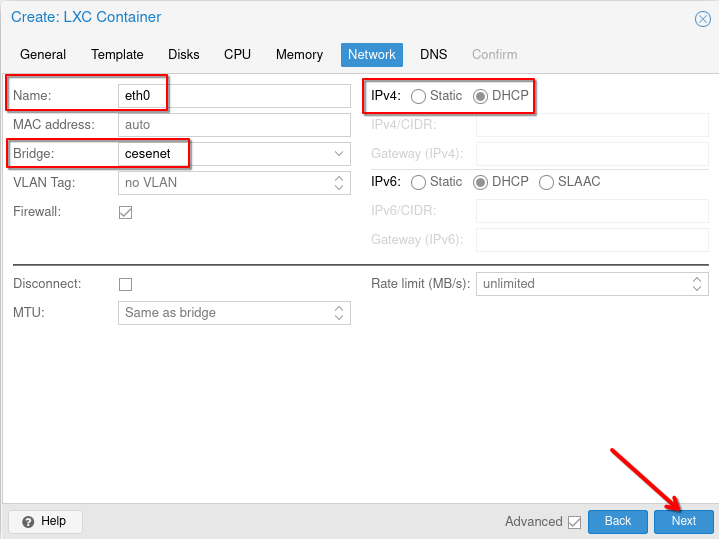 Create: LXC Container
General Template Disks CPU Memory Network DNS Confirm
Name: eth0
MAC address: auto
Bridge: cesenet
VLAN Tag: no VLAN
Firewall:
IPv4: Static DHCP
IPv4/CIDR:
Gateway (IPv4):
IPv6: Static DHCP SLAAC
IPv6/CIDR:
Gateway (IPv6):
Disconnect:
MTU: Same as bridge
Rate limit (MB/s): unlimited
? Help
Advanced Back Next